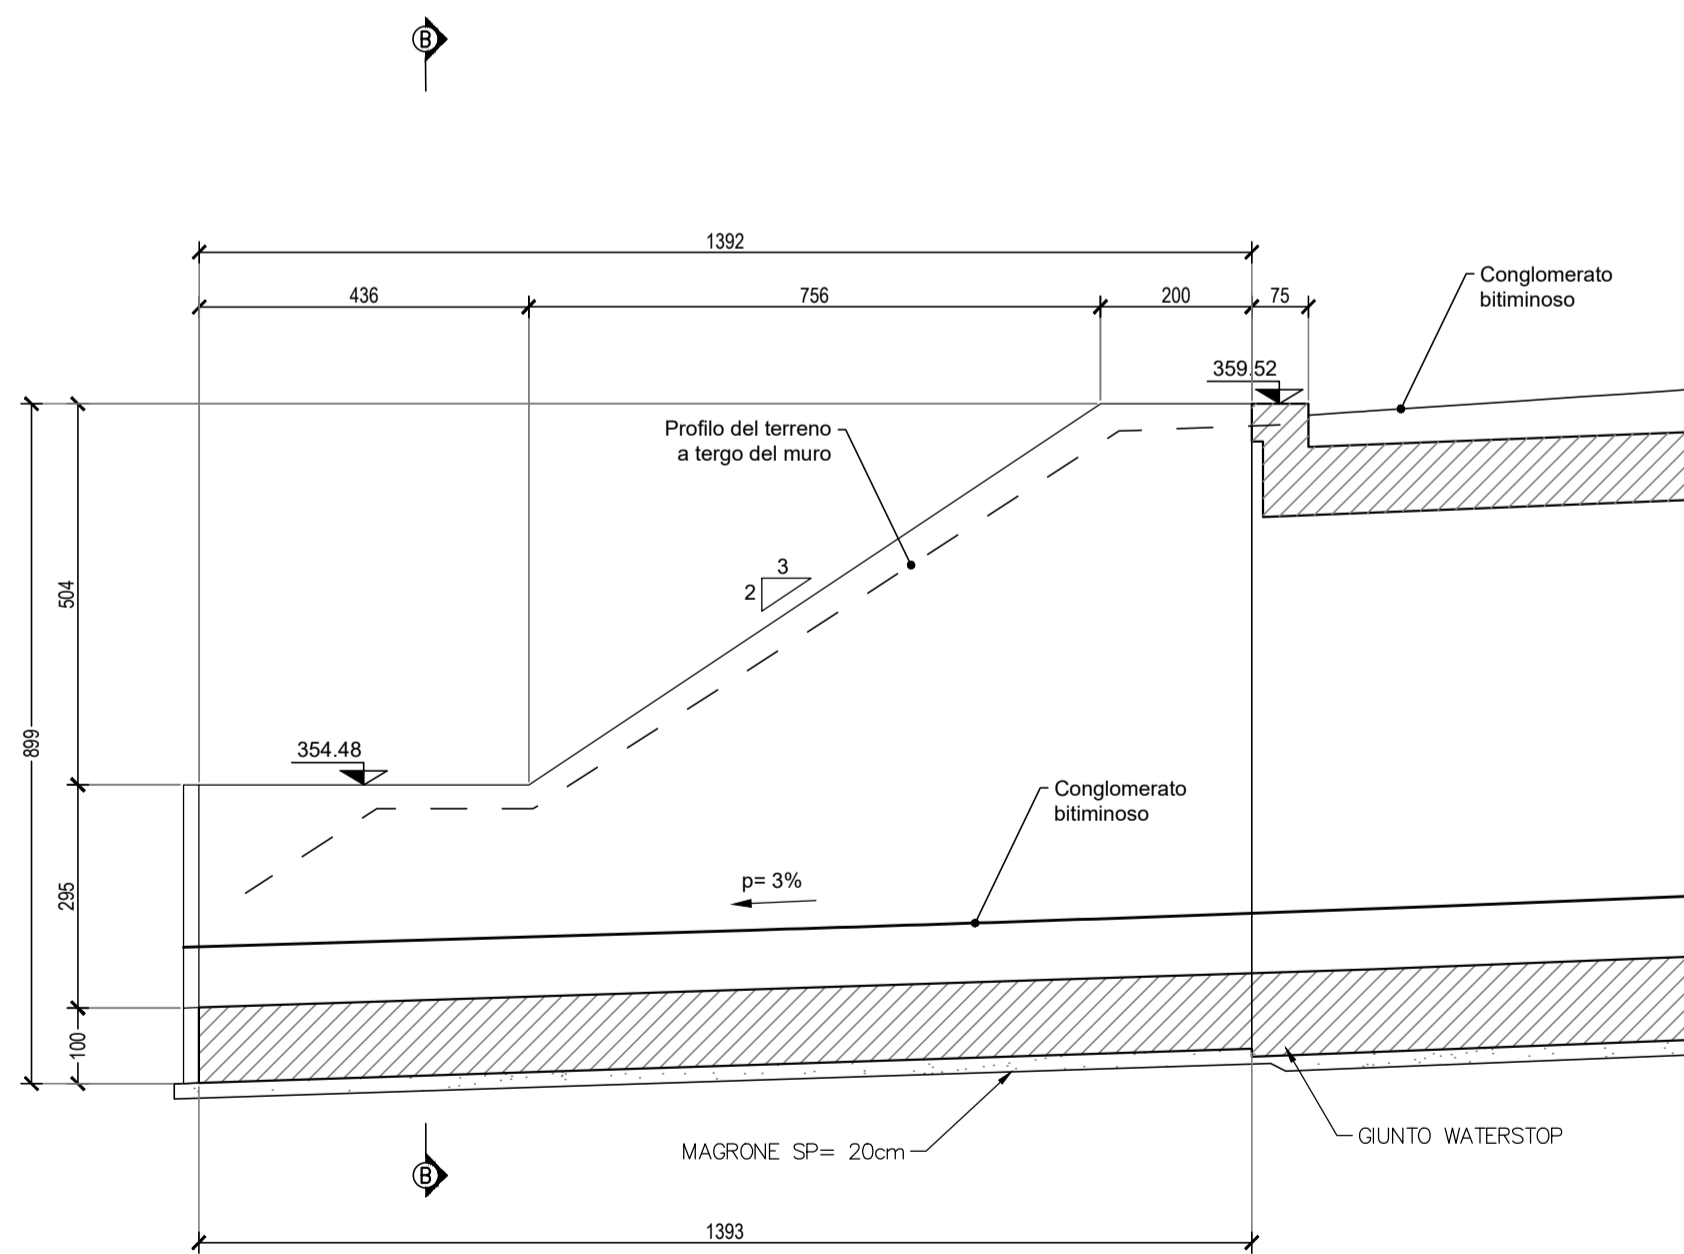 B
1392
436
756
200
75
Conglomerato
bitiminoso
359.52
Profilo del terreno
a tergo del muro
3
2
504
899
354.48
Conglomerato
bitiminoso
p= 3%
295
100
MAGRONE SP= 20cm
GIUNTO WATERSTOP
B
1393